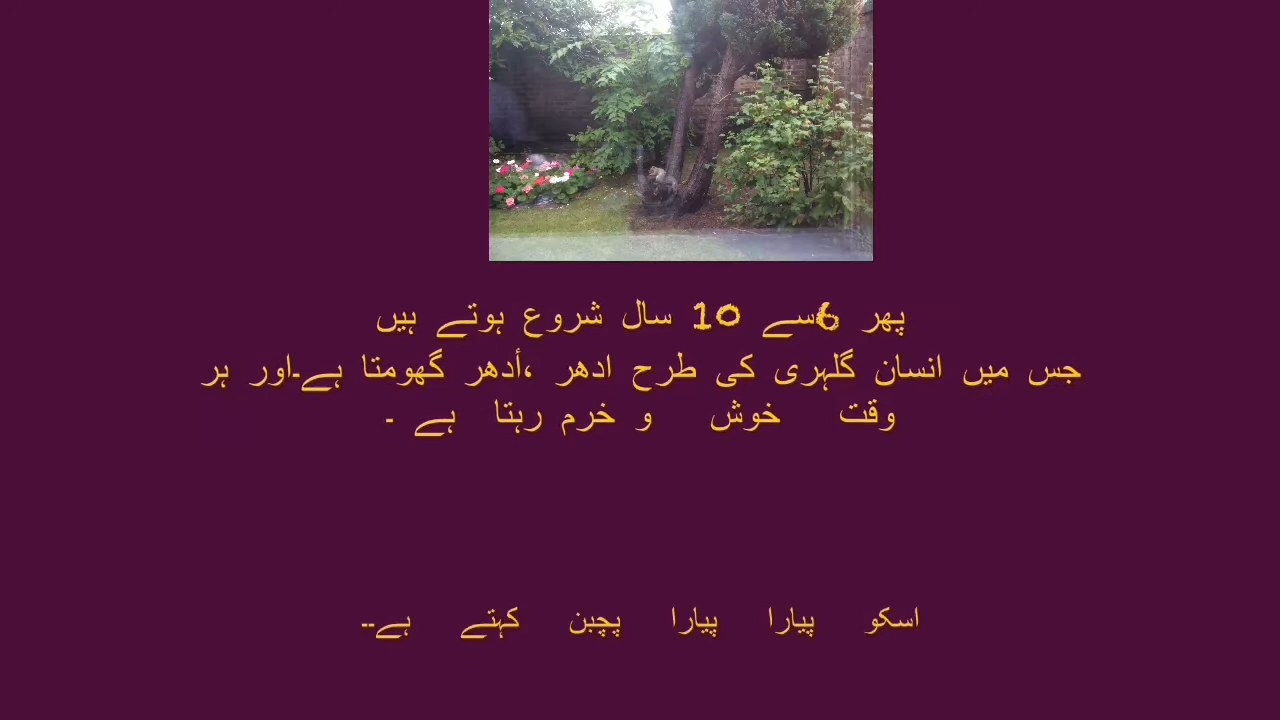 پھر 6سے 10 سال شروع ہوتے ہیں
جس میں انسان گلہری کی طرح ادھر ،أدھر گھومتا ہے۔اور ہر
وقت خوش و خرم رہتا ہے ۔
اسکو پیارا پیارا پچبن کہتے ہے۔۔